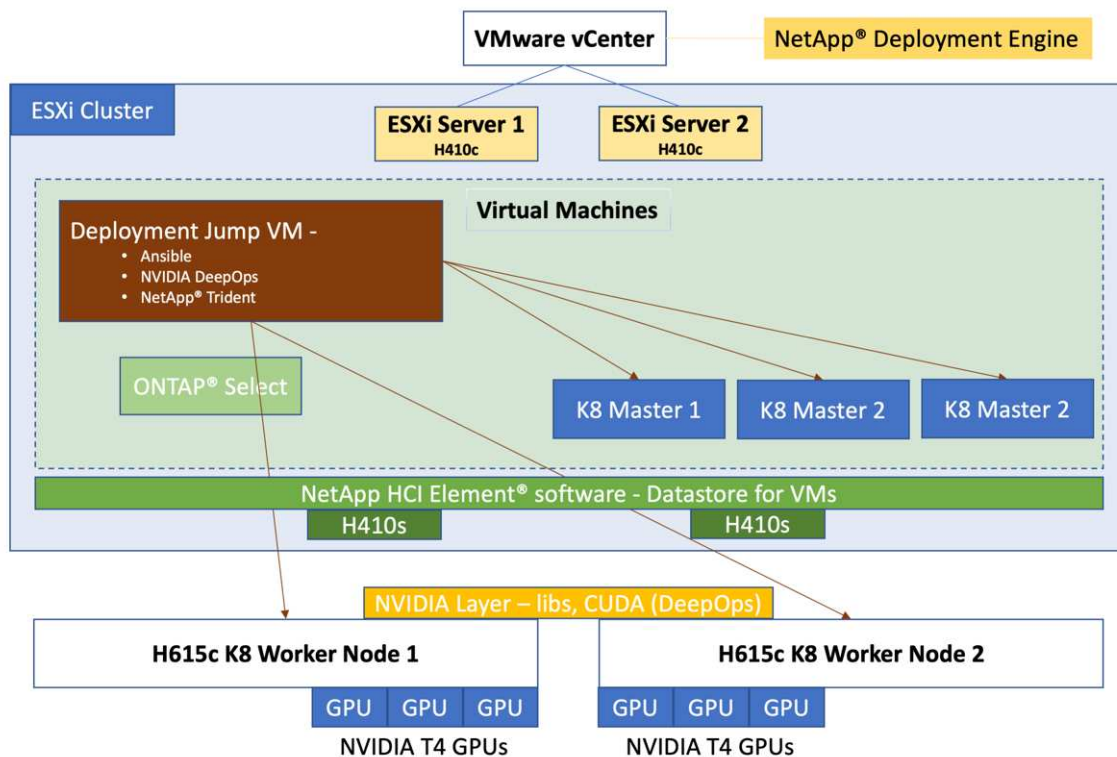 VMware vCenter
NetApp® Deployment Engine
ESXi Cluster
ESXi Server 1
H410c
ESXi Server 2
H410c
Virtual Machines
Deployment Jump VM -
• Ansible
• NVIDIA DeepOps
• NetApp® Trident
ONTAP® Select
K8 Master 1
K8 Master 2
K8 Master 2
NetApp HCI Element® software - Datastore for VMs
H410s
H410s
NVIDIA Layer – libs, CUDA (DeepOps)
H615c K8 Worker Node 1
H615c K8 Worker Node 2
GPU
GPU
GPU
GPU
GPU
GPU
NVIDIA T4 GPUs
NVIDIA T4 GPUs